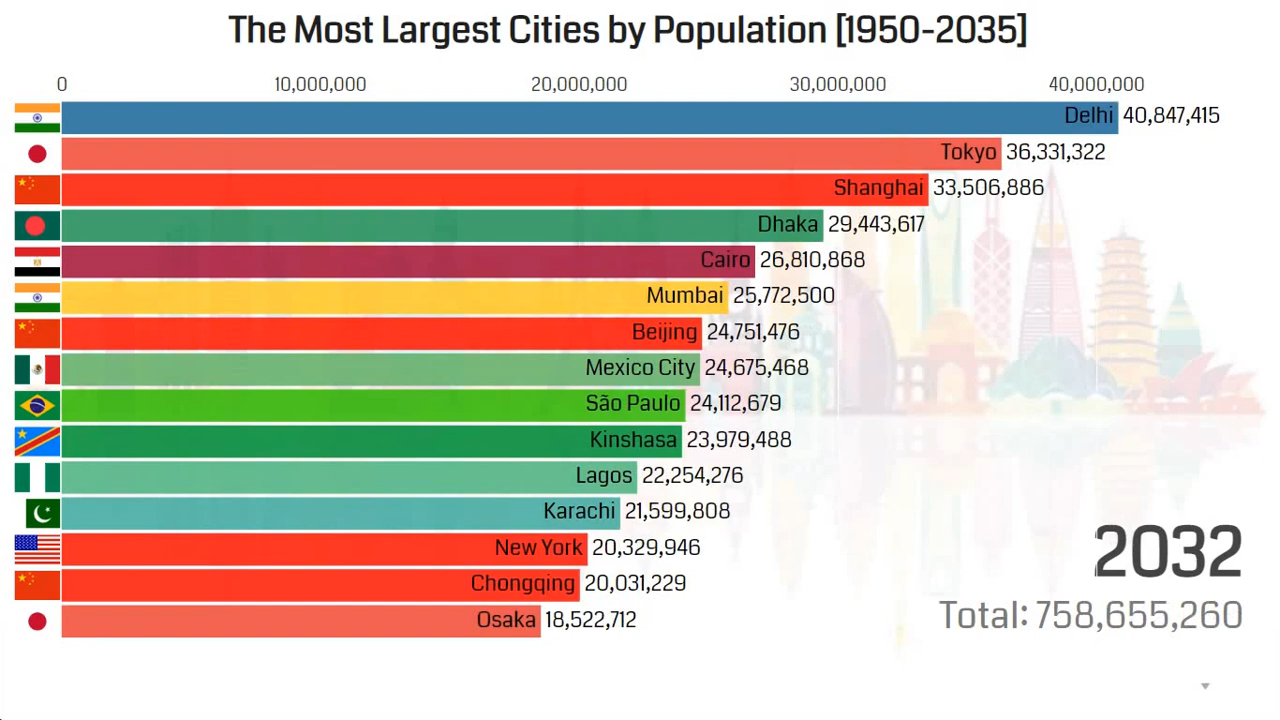 The Most Largest Cities by Population [1950-2035]
0 10,000,000 20,000,000 30,000,000 40,000,000
Delhi 40,847,415
Tokyo 36,331,322
Shanghai 33,506,886
Dhaka 29,443,617
Cairo 26,810,868
Mumbai 25,772,500
Beijing 24,751,476
Mexico City 24,675,468
São Paulo 24,112,679
Kinshasa 23,979,488
Lagos 22,254,276
Karachi 21,599,808
New York 20,329,946
Chongqing 20,031,229
Osaka 18,522,712
2032
Total: 758,655,260